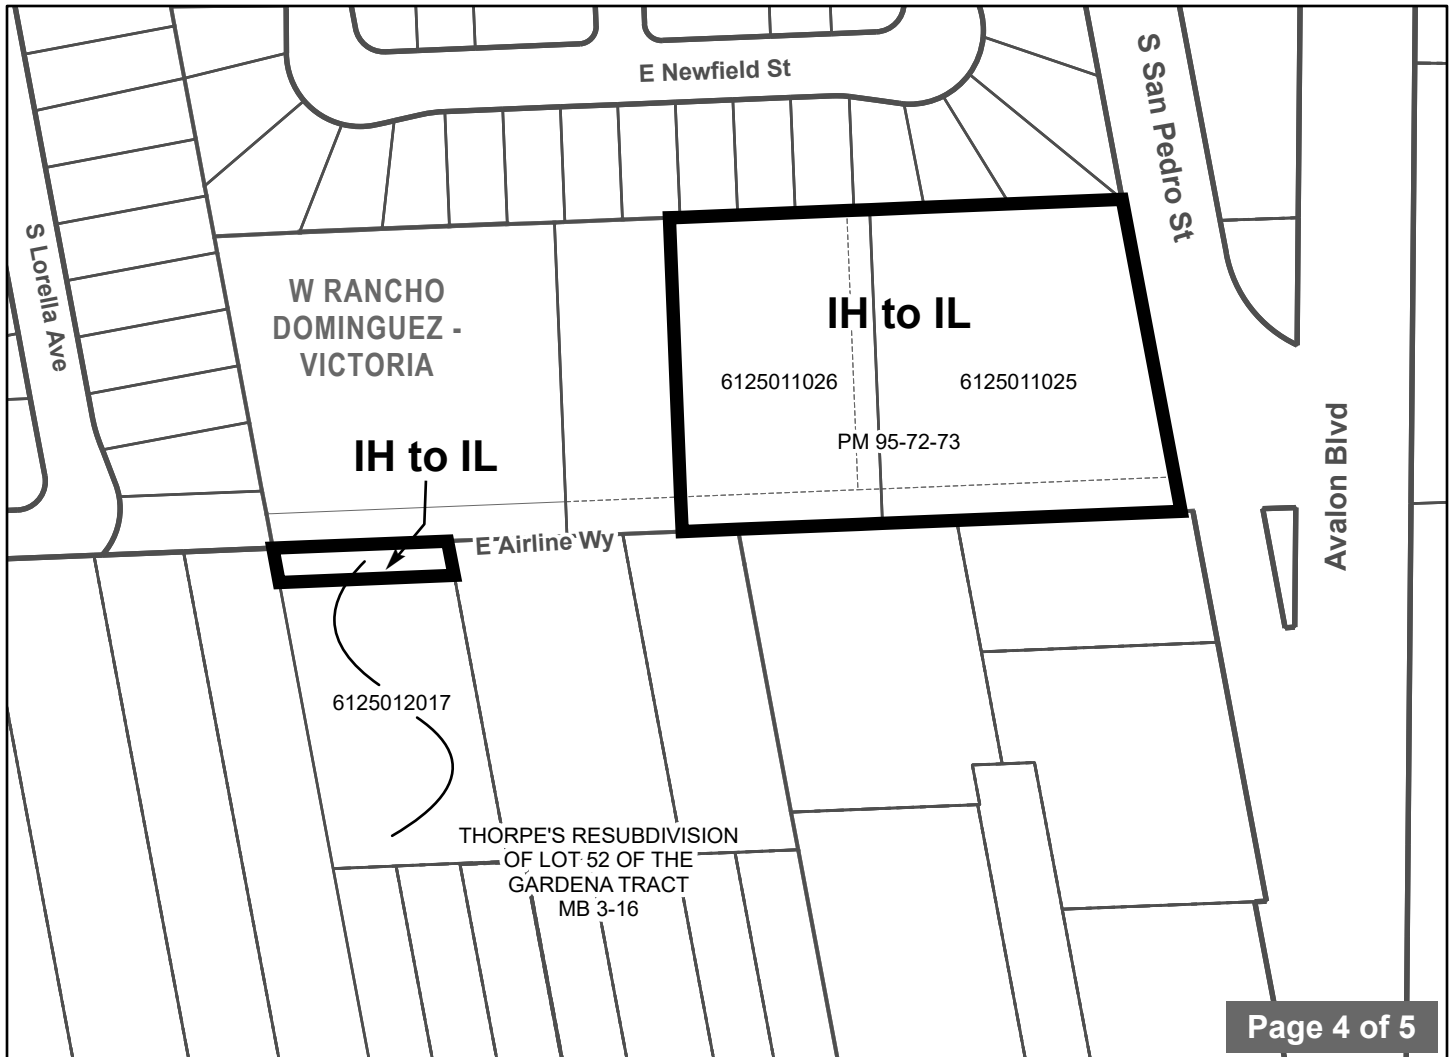 E Newfield St
S San Pedro St
S Lorella Ave
W RANCHO
DOMINGUEZ -
VICTORIA
IH to IL
6125011026
6125011025
PM 95-72-73
IH to IL
E Airline Wy
Avalon Blvd
6125012017
THORPE'S RESUBDIVISION
OF LOT 52 OF THE
GARDENA TRACT
MB 3-16
Page 4 of 5